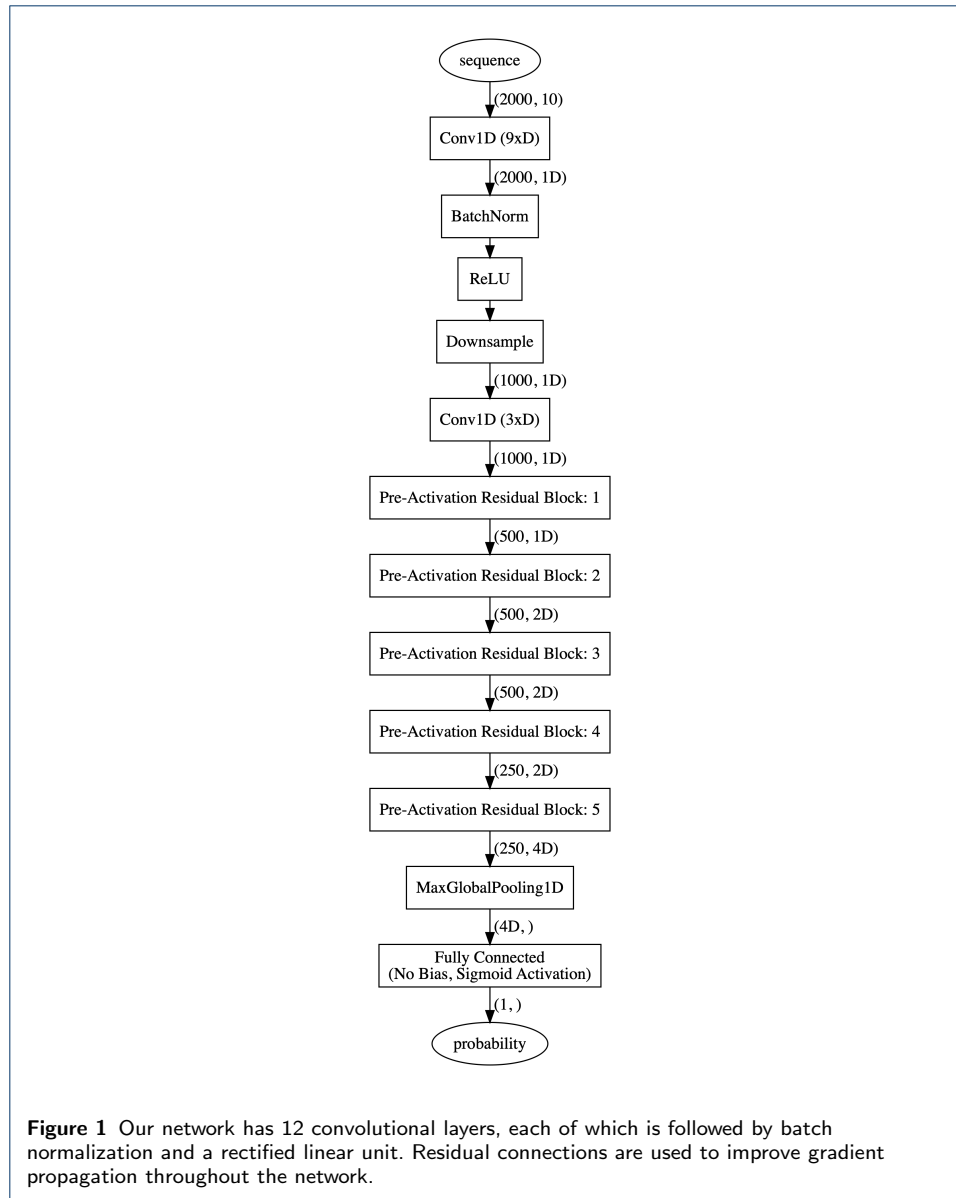 sequence
(2000, 10)
Conv1D (9xD)
(2000, 1D)
BatchNorm
ReLU
Downsample
(1000, 1D)
Conv1D (3xD)
(1000, 1D)
Pre-Activation Residual Block: 1
(500, 1D)
Pre-Activation Residual Block: 2
(500, 2D)
Pre-Activation Residual Block: 3
(500, 2D)
Pre-Activation Residual Block: 4
(250, 2D)
Pre-Activation Residual Block: 5
(250, 4D)
MaxGlobalPooling1D
(4D, )
Fully Connected
(No Bias, Sigmoid Activation)
(1, )
probability
Figure 1 Our network has 12 convolutional layers, each of which is followed by batch
normalization and a rectified linear unit. Residual connections are used to improve gradient
propagation throughout the network.